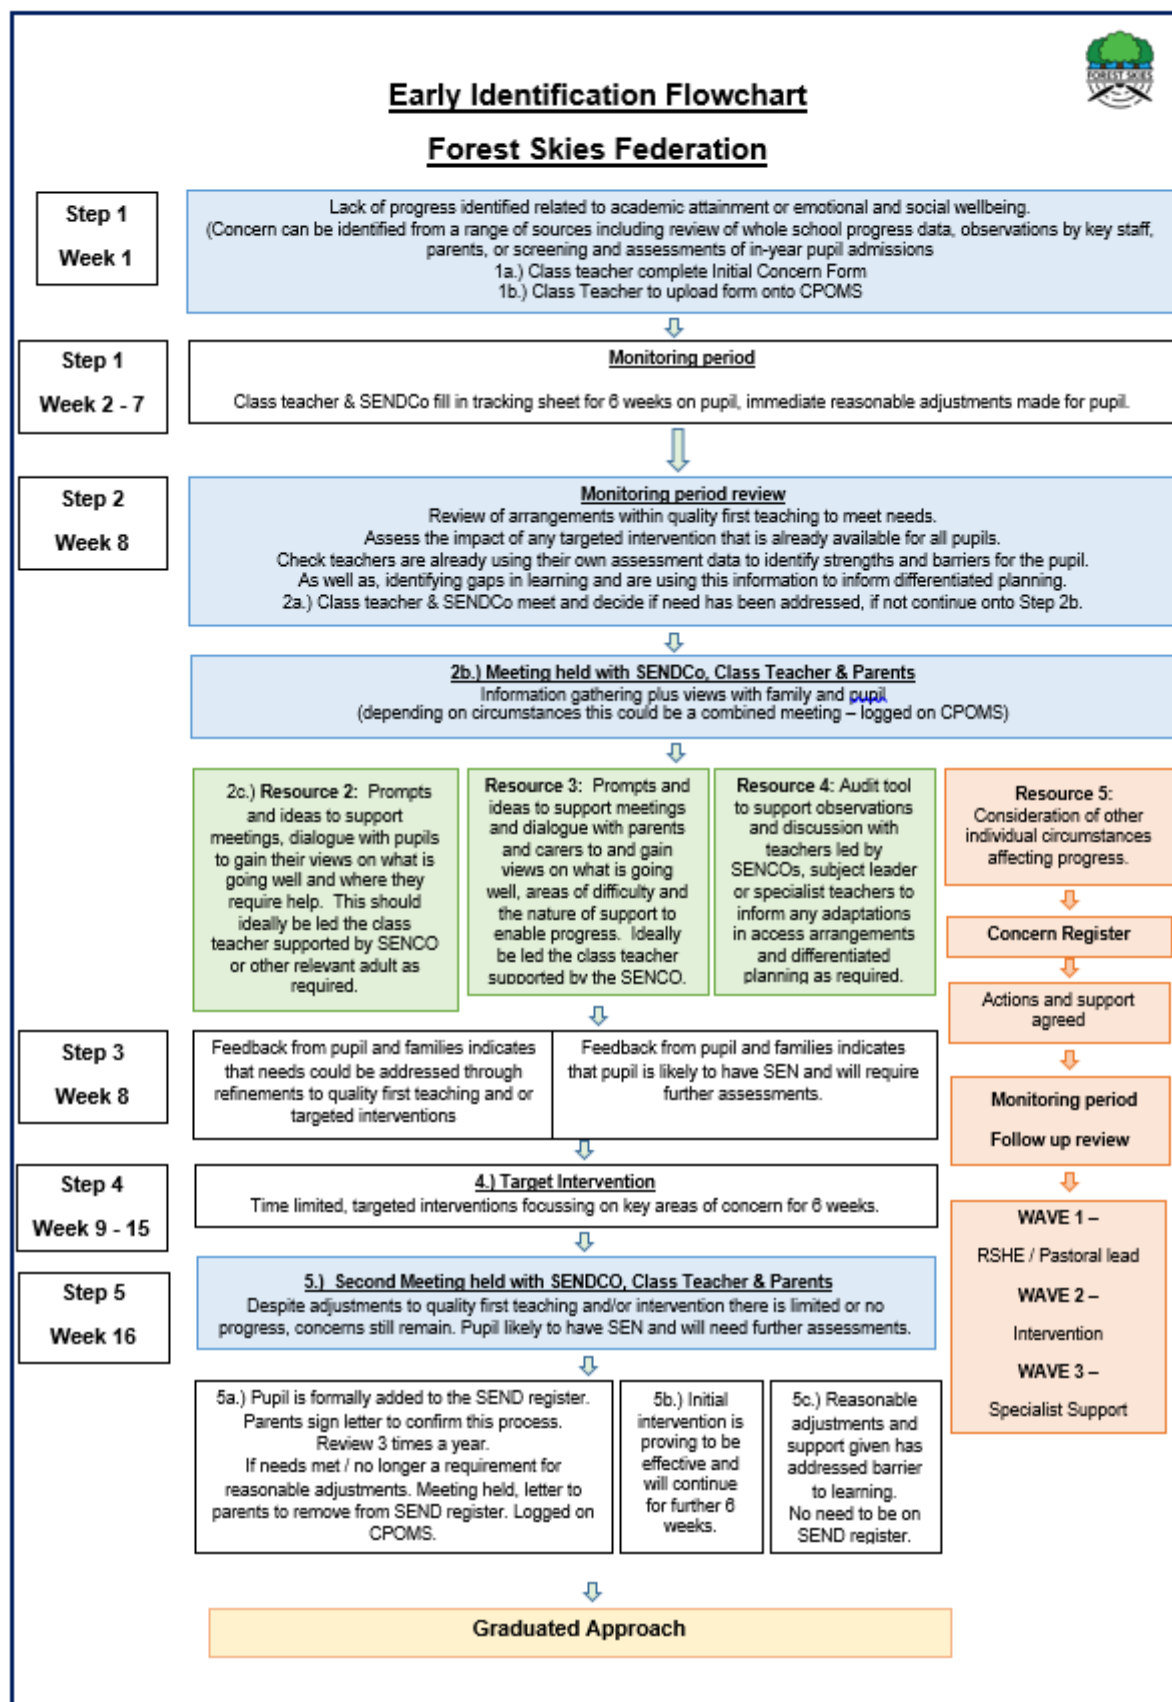 FOREST SKIES
Early Identification Flowchart
Forest Skies Federation
Step 1
Week 1
Lack of progress identified related to academic attainment or emotional and social wellbeing.
(Concern can be identified from a range of sources including review of whole school progress data, observations by key staff,
parents, or screening and assessments of in-year pupil admissions
1a.) Class teacher complete Initial Concern Form
1b.) Class Teacher to upload form onto CPOMS
Step 1
Week 2 - 7
Monitoring period
Class teacher & SENDCo fill in tracking sheet for 6 weeks on pupil, immediate reasonable adjustments made for pupil.
Step 2
Week 8
Monitoring period review
Review of arrangements within quality first teaching to meet needs.
Assess the impact of any targeted intervention that is already available for all pupils.
Check teachers are already using their own assessment data to identify strengths and barriers for the pupil.
As well as, identifying gaps in learning and are using this information to inform differentiated planning.
2a.) Class teacher & SENDCo meet and decide if need has been addressed, if not continue onto Step 2b.
2b.) Meeting held with SENDCo, Class Teacher & Parents
Information gathering plus views with family and pupil
(depending on circumstances this could be a combined meeting – logged on CPOMS)
2c.) Resource 2: Prompts
and ideas to support
meetings, dialogue with pupils
to gain their views on what is
going well and where they
require help. This should
ideally be led the class
teacher supported by SENCO
or other relevant adult as
required.
Resource 3: Prompts and
ideas to support meetings
and dialogue with parents
and carers to and gain
views on what is going
well, areas of difficulty and
the nature of support to
enable progress. Ideally
be led the class teacher
supported by the SENCO.
Resource 4: Audit tool
to support observations
and discussion with
teachers led by
SENCOs, subject leader
or specialist teachers to
inform any adaptations
in access arrangements
and differentiated
planning as required.
Resource 5:
Consideration of other
individual circumstances
affecting progress.
Concern Register
Actions and support
agreed
Monitoring period
Follow up review
WAVE 1 –
RSHE / Pastoral lead
WAVE 2 –
Intervention
WAVE 3 –
Specialist Support
Step 3
Week 8
Feedback from pupil and families indicates
that needs could be addressed through
refinements to quality first teaching and or
targeted interventions
Feedback from pupil and families indicates
that pupil is likely to have SEN and will require
further assessments.
Step 4
Week 9 - 15
4.) Target Intervention
Time limited, targeted interventions focussing on key areas of concern for 6 weeks.
Step 5
Week 16
5.) Second Meeting held with SENDCO, Class Teacher & Parents
Despite adjustments to quality first teaching and/or intervention there is limited or no
progress, concerns still remain. Pupil likely to have SEN and will need further assessments.
5a.) Pupil is formally added to the SEND register.
Parents sign letter to confirm this process.
Review 3 times a year.
If needs met / no longer a requirement for
reasonable adjustments. Meeting held, letter to
parents to remove from SEND register. Logged on
CPOMS.
5b.) Initial
intervention is
proving to be
effective and
will continue
for further 6
weeks.
5c.) Reasonable
adjustments and
support given has
addressed barrier
to learning.
No need to be on
SEND register.
Graduated Approach